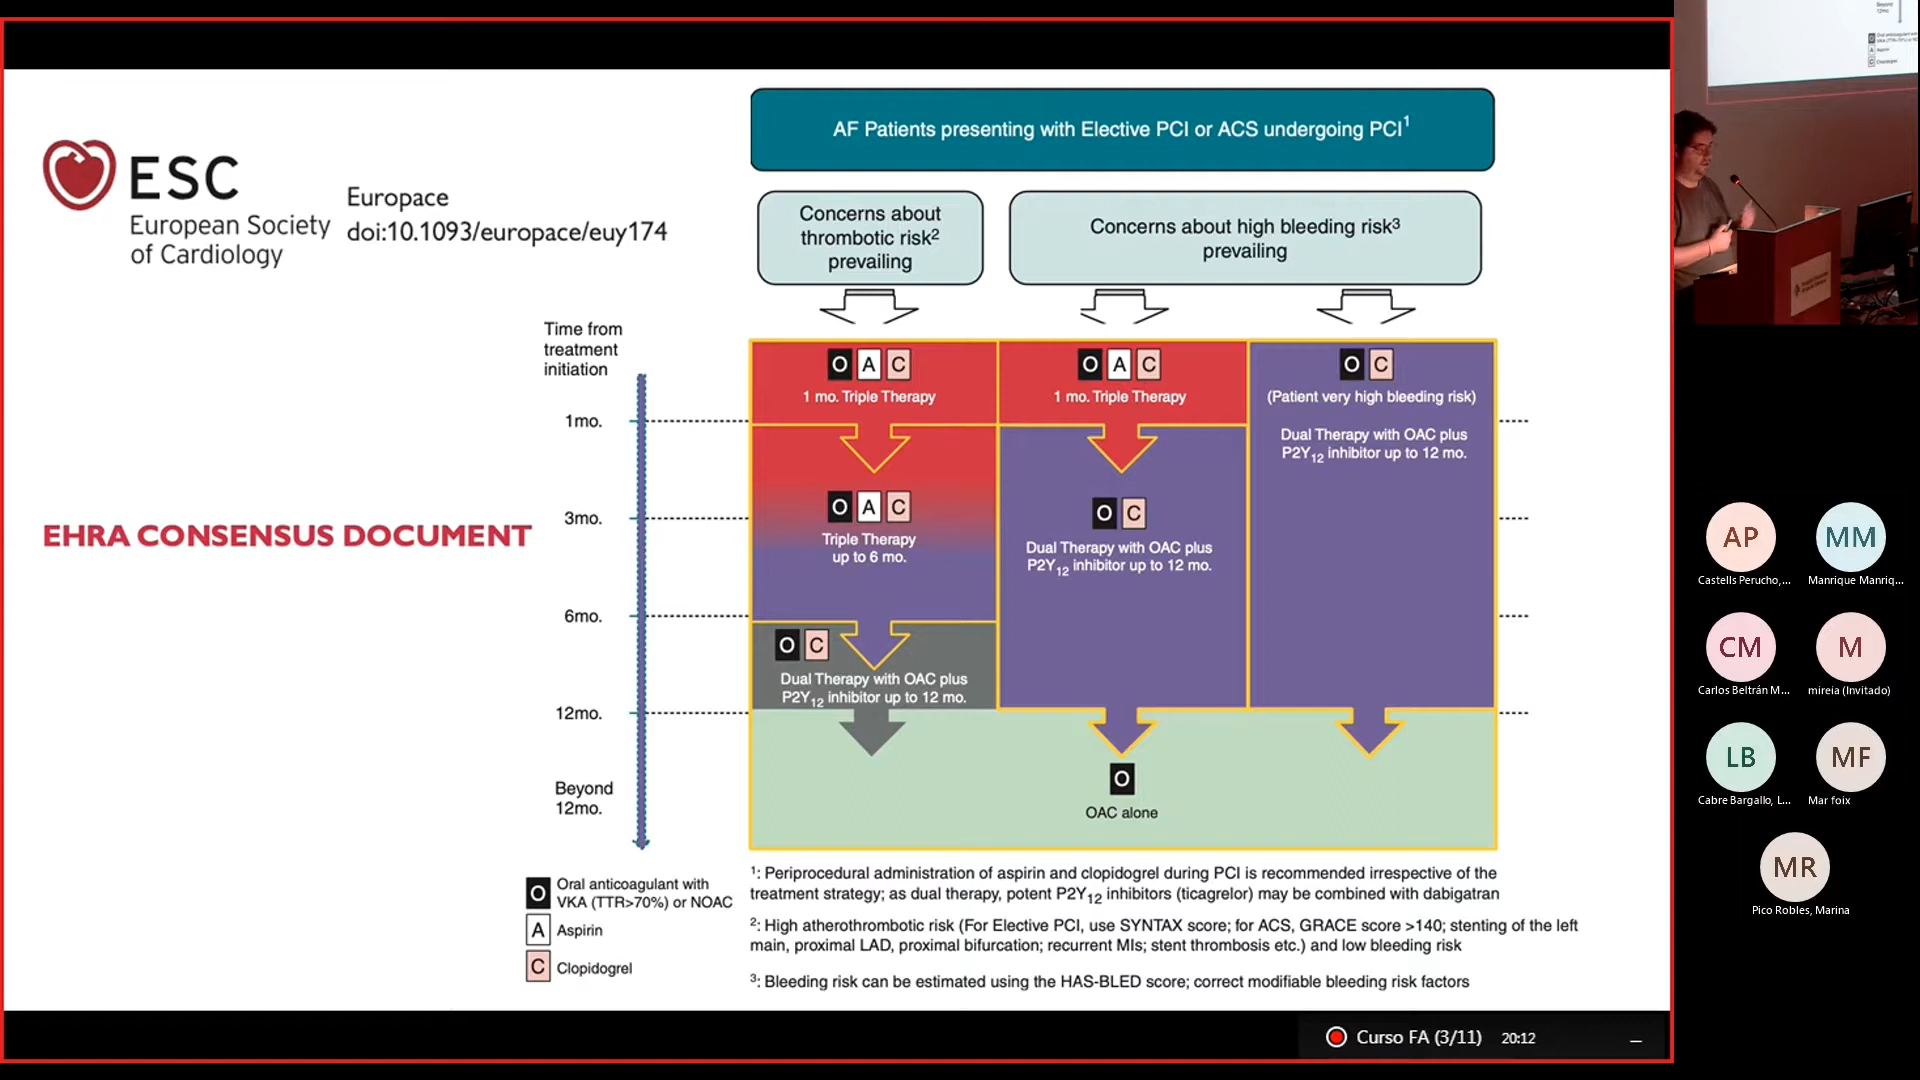 AF Patients presenting with Elective PCI or ACS undergoing PCI1
ESC
European Society
of Cardiology
Europace
doi:10.1093/europace/euy174
Concerns about
thrombotic risk2
prevailing
Concerns about high bleeding risk3
prevailing
Time from
treatment
initiation
1mo.
3mo.
6mo.
12mo.
Beyond
12mo.
EHRA CONSENSUS DOCUMENT
O A C
1 mo. Triple Therapy
O A C
Triple Therapy
up to 6 mo.
O C
Dual Therapy with OAC plus
P2Y12 inhibitor up to 12 mo.
O A C
1 mo. Triple Therapy
O C
Dual Therapy with OAC plus
P2Y12 inhibitor up to 12 mo.
O C
(Patient very high bleeding risk)
Dual Therapy with OAC plus
P2Y12 inhibitor up to 12 mo.
O
OAC alone
O Oral anticoagulant with
VKA (TTR>70%) or NOAC
A Aspirin
C Clopidogrel
1: Periprocedural administration of aspirin and clopidogrel during PCI is recommended irrespective of the
treatment strategy; as dual therapy, potent P2Y12 inhibitors (ticagrelor) may be combined with dabigatran
2: High atherothrombotic risk (For Elective PCI, use SYNTAX score; for ACS, GRACE score >140; stenting of the left
main, proximal LAD, proximal bifurcation; recurrent MIs; stent thrombosis etc.) and low bleeding risk
3: Bleeding risk can be estimated using the HAS-BLED score; correct modifiable bleeding risk factors
Curso FA (3/11) 20:12
Beyond
12mo.
O
A Aspirin
C Clopidogrel
AP
Castells Perucho,...
MM
Manrique Manriq...
CM
Carlos Beltrán M...
M
mireia (Invitado)
LB
Cabre Bargallo, L...
MF
Mar foix
MR
Pico Robles, Marina